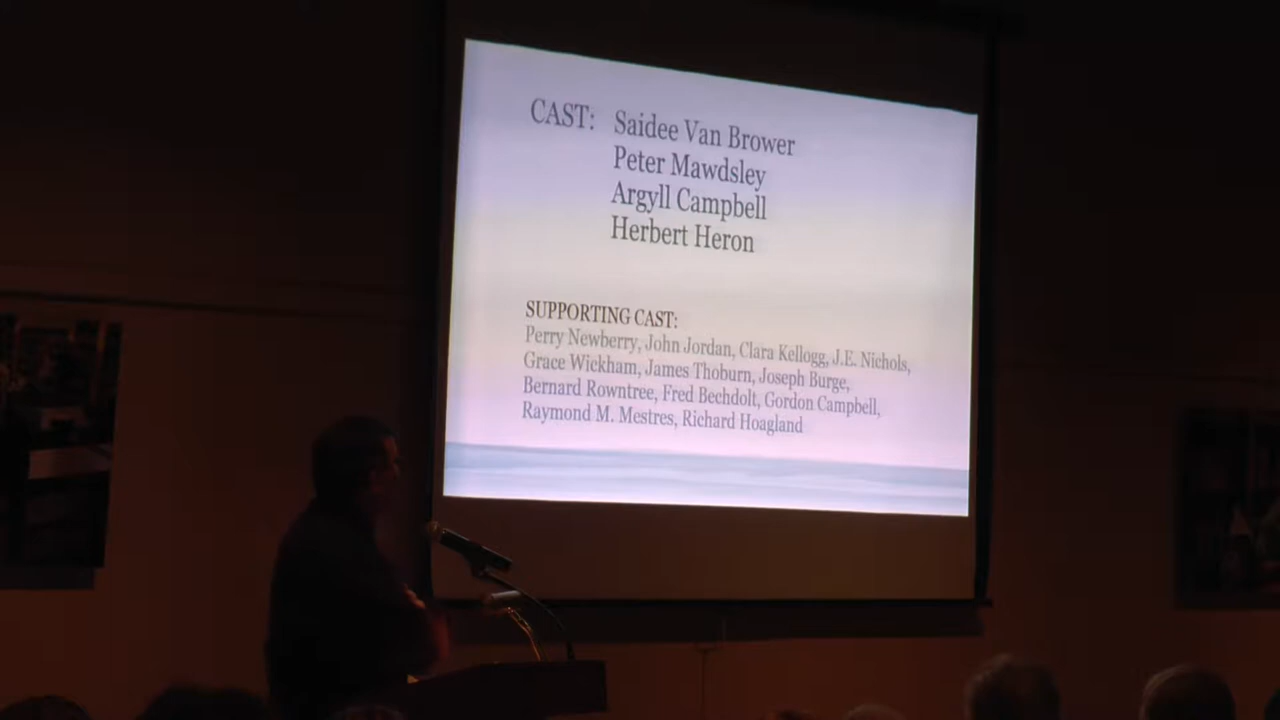 CAST: Saidee Van Brower
Peter Mawdsley
Argyll Campbell
Herbert Heron
SUPPORTING CAST:
Perry Newberry, John Jordan, Clara Kellogg, J.E. Nichols,
Grace Wickham, James Thoburn, Joseph Burge,
Bernard Rowntree, Fred Bechdolt, Gordon Campbell,
Raymond M. Mestres, Richard Hoagland